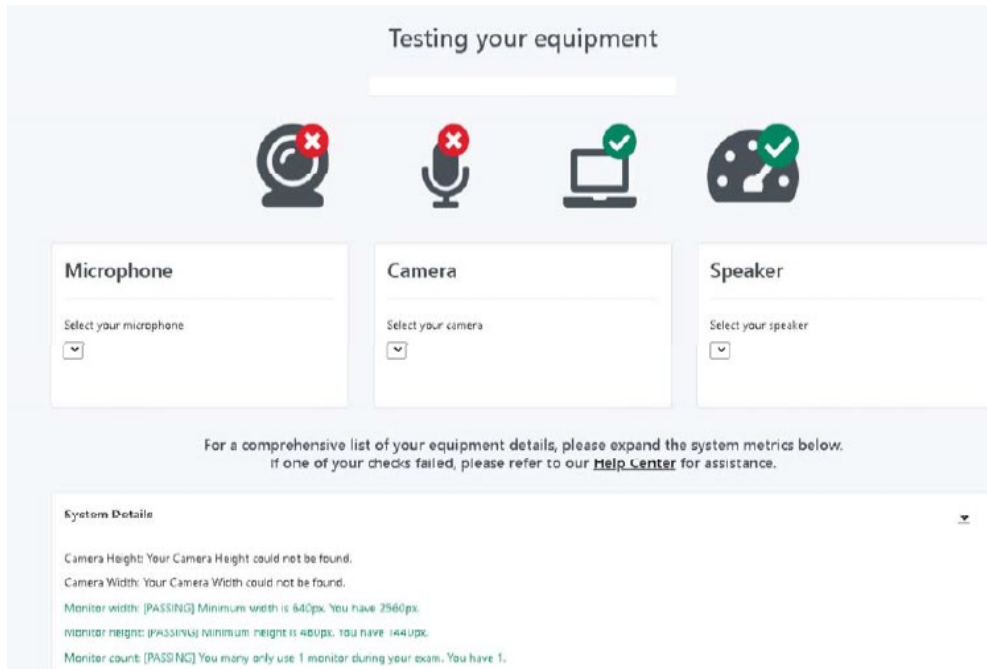 Testing your equipment
Microphone
Select your microphone
Camera
Select your camera
Speaker
Select your speaker
For a comprehensive list of your equipment details, please expand the system metrics below.
If one of your checks failed, please refer to our Help Center for assistance.
System Details
Camera Height: Your Camera Height could not be found.
Camera Width: Your Camera Width could not be found.
Monitor width: [PASSING] Minimum width is 640px. You have 2560px.
Monitor height: [PASSING] Minimum height is 480px. You have 1440px.
Monitor count: [PASSING] You many only use 1 monitor during your exam. You have 1.